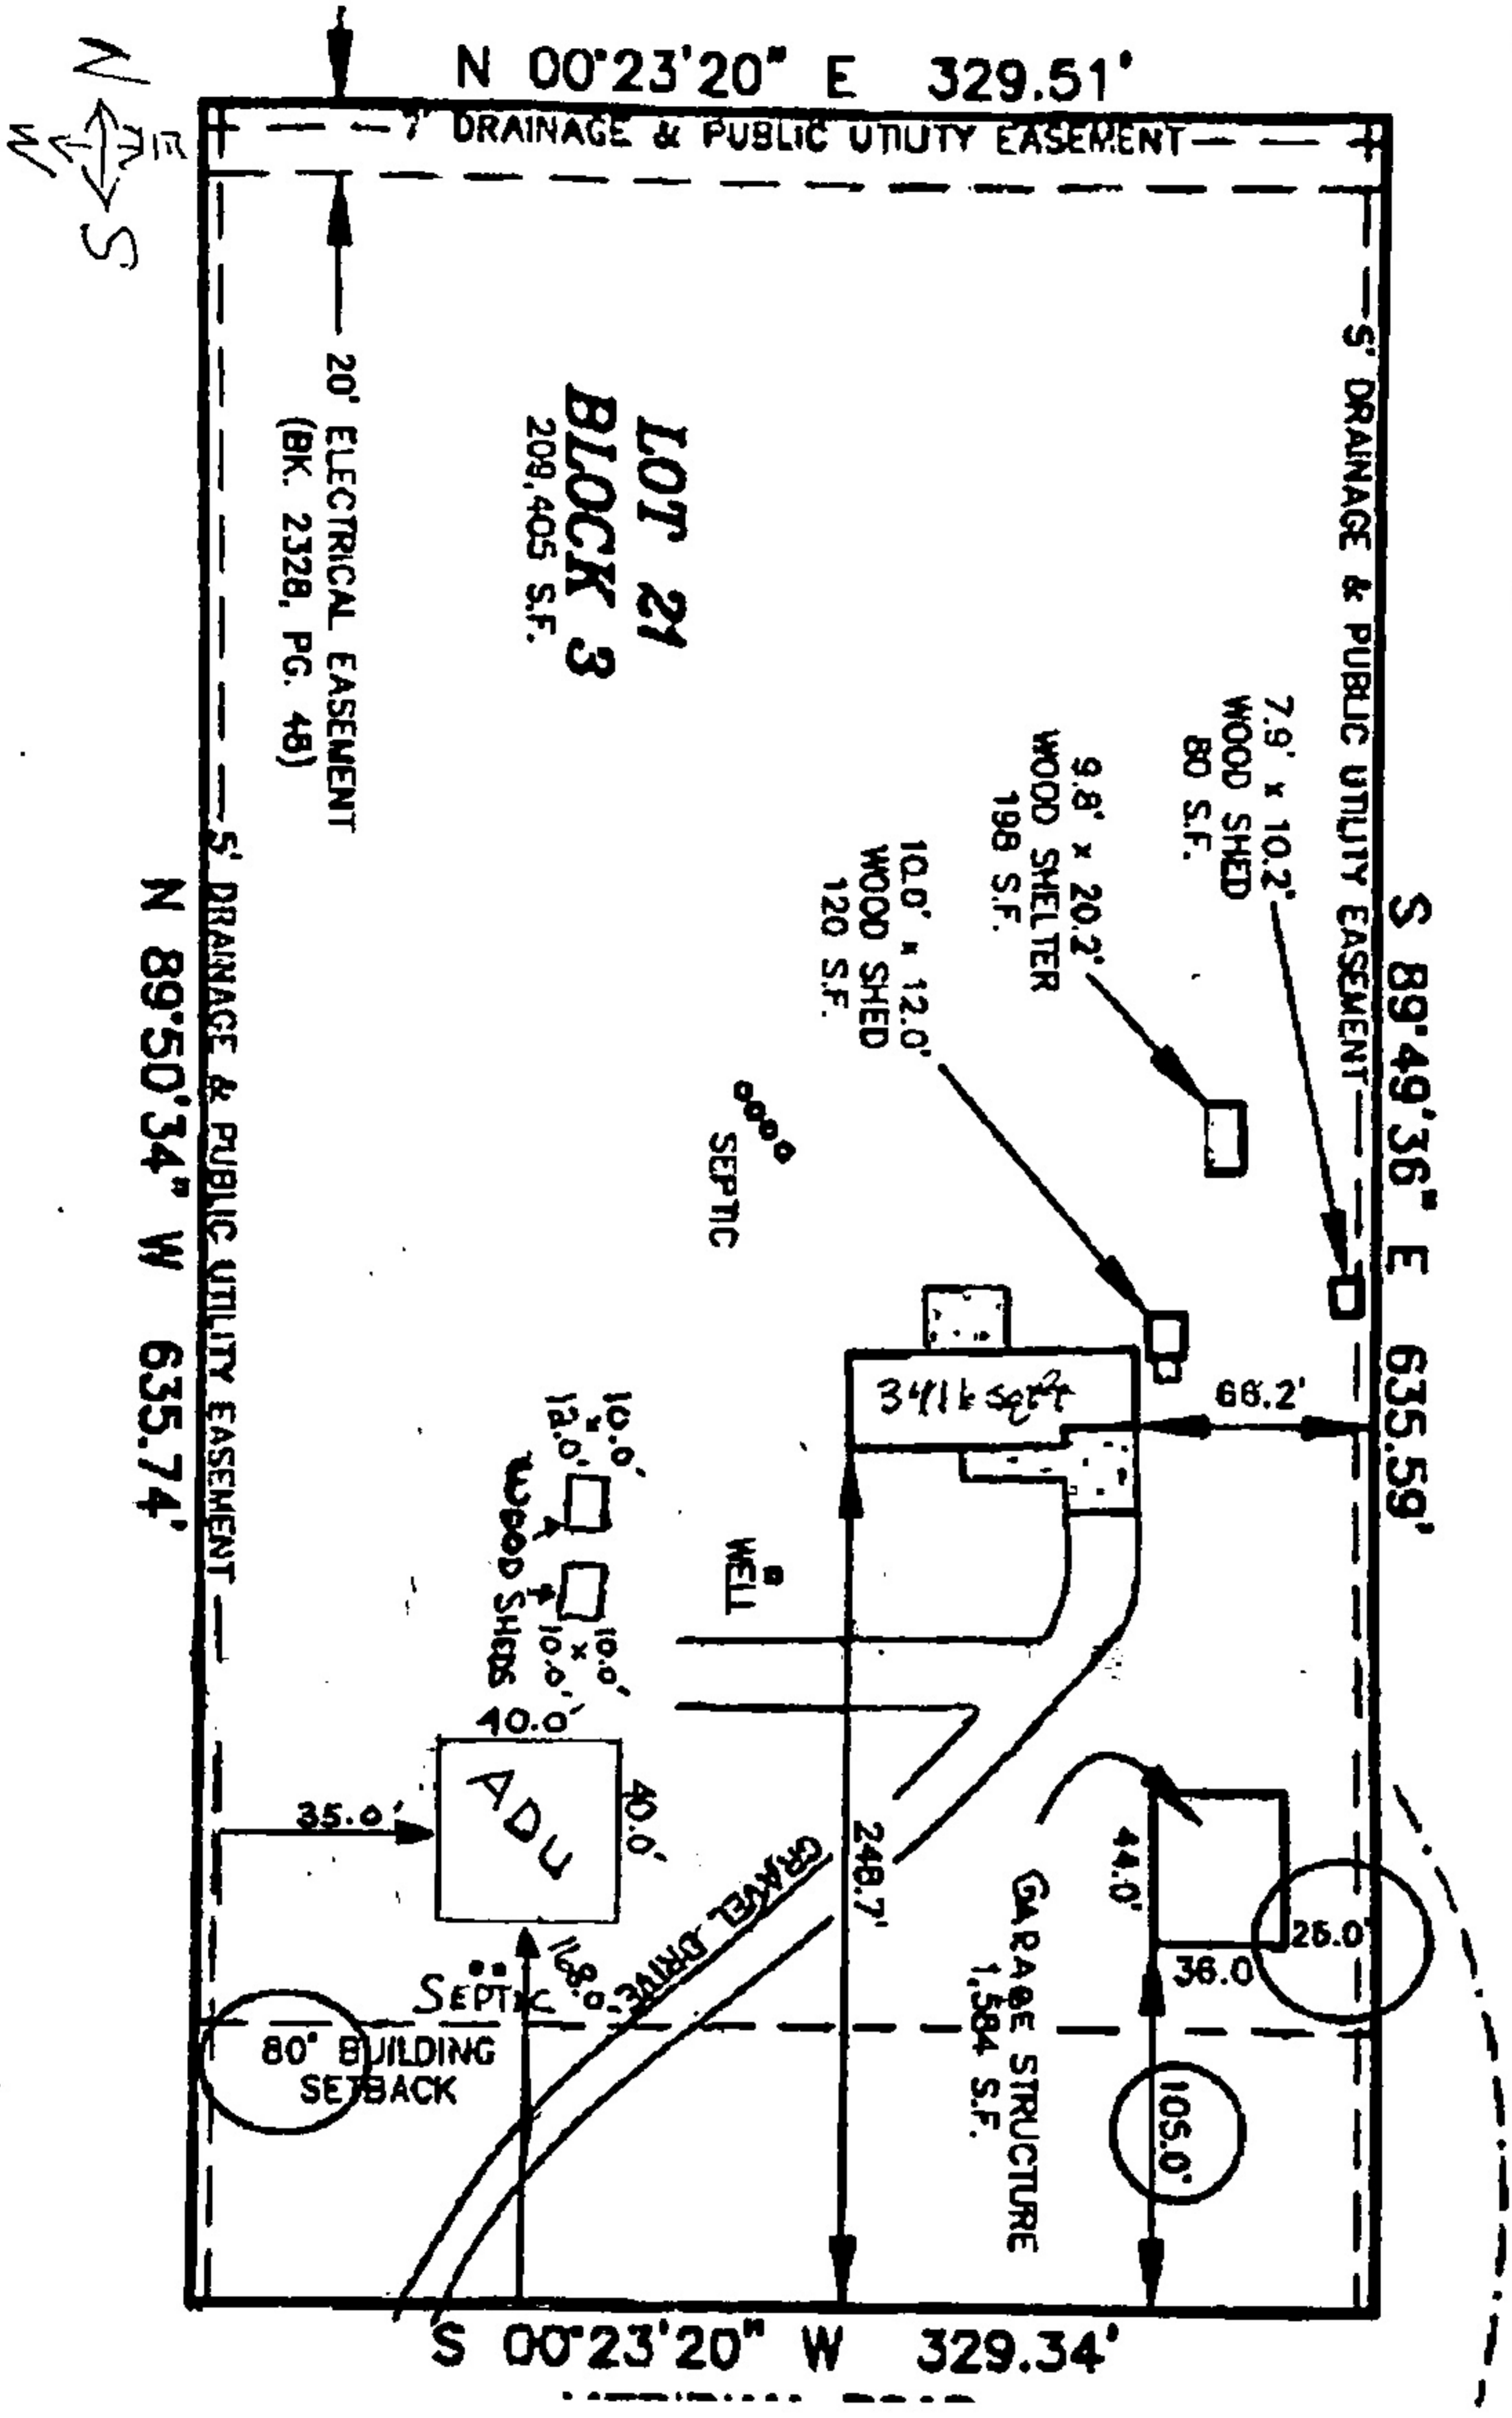 N 00°23'20" E 329.51'
7' DRAINAGE & PUBLIC UTILITY EASEMENT
N
W
E
S
5' DRAINAGE & PUBLIC UTILITY EASEMENT
S 89°49'36" E 635.59'
20' ELECTRICAL EASEMENT
(BK. 2328, PG. 48)
LOT 21
BLOCK 3
209,405 S.F.
7.9' x 10.2'
WOOD SHED
80 S.F.
9.8' x 20.2'
WOOD SHELTER
198 S.F.
10.0' x 12.0'
WOOD SHED
120 S.F.
SEPTIC
66.2'
WELL
10.0'
x
12.0'
10.0'
x
10.0'
WOOD SHEDS
5' DRAINAGE & PUBLIC UTILITY EASEMENT
N 89°50'34" W 635.74'
40.0'
40.0'
ADU
35.0'
248.7'
GRAVEL DRIVE
44.0'
36.0
GARAGE STRUCTURE
1,584 S.F.
SEPTIC
80' BUILDING
SETBACK
105.0'
S 00°23'20" W 329.34'